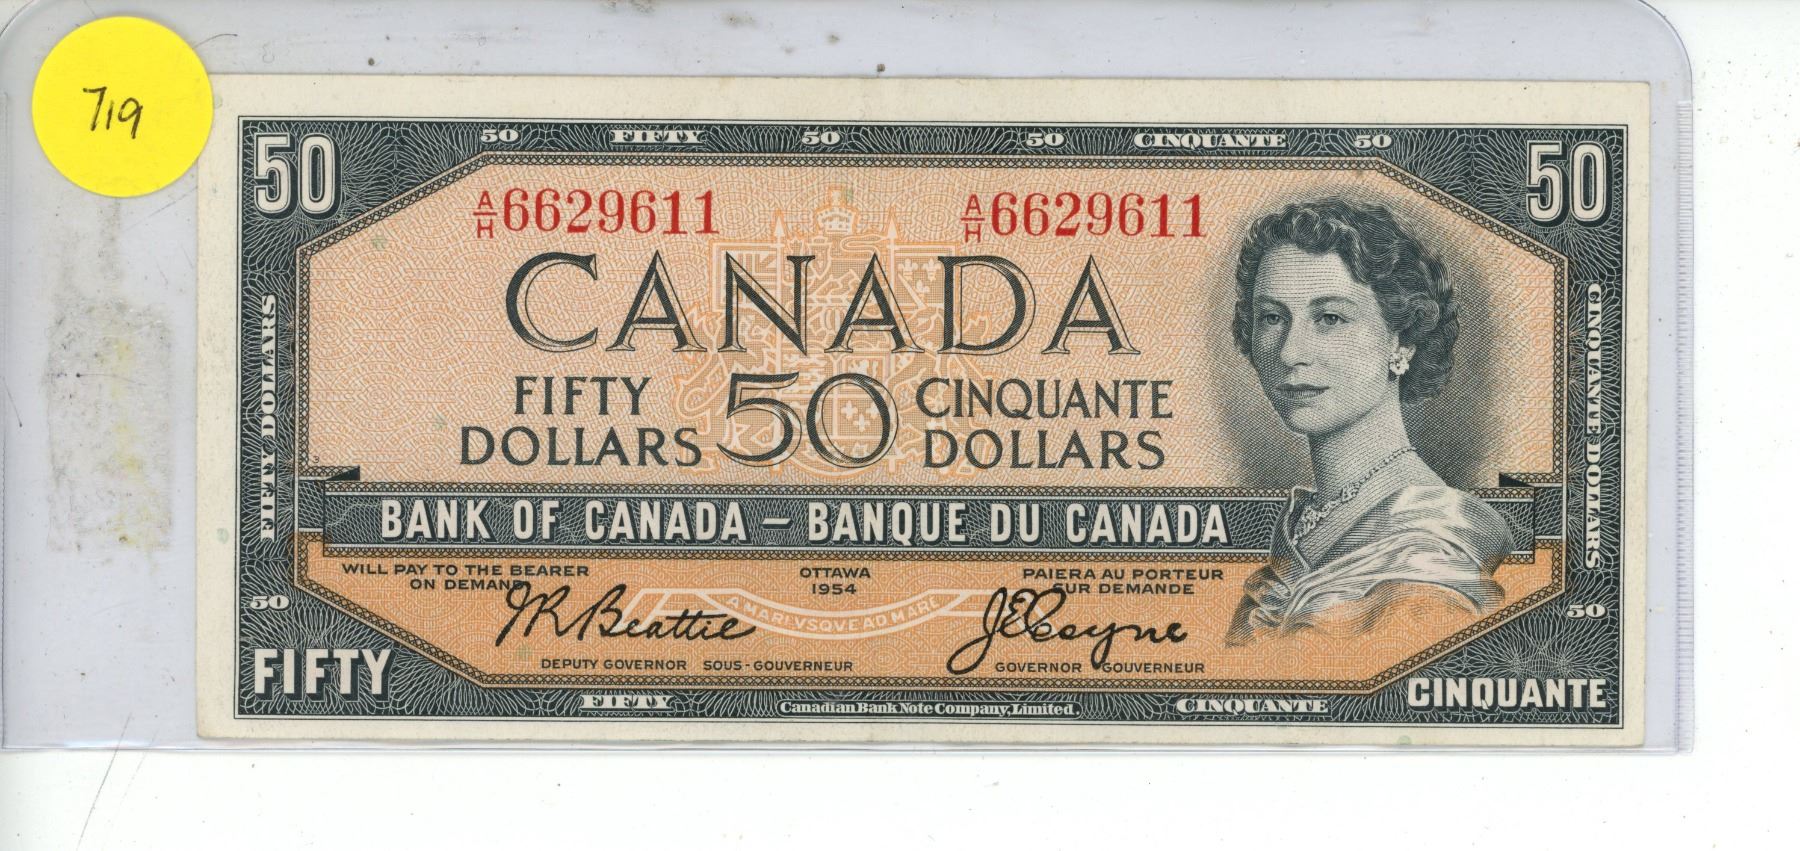 719
50 FIFTY 50 50 CINQUANTE 50
50 50
A/H 6629611 A/H 6629611
CANADA
FIFTY 50 CINQUANTE
DOLLARS DOLLARS
FIFTY DOLLARS
CINQUANTE DOLLARS
BANK OF CANADA – BANQUE DU CANADA
WILL PAY TO THE BEARER OTTAWA PAIERA AU PORTEUR
ON DEMAND 1954 SUR DEMANDE
50 50
A MARI VSQVE AD MARE
JRBeattie JECoyne
DEPUTY GOVERNOR SOUS-GOUVERNEUR GOVERNOR GOUVERNEUR
FIFTY CINQUANTE
FIFTY Canadian Bank Note Company, Limited. CINQUANTE